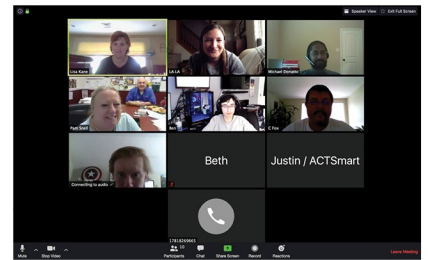 Speaker View
Exit Full Screen
Lisa Kane
LA LA
Michael Donato
Pam Snell
Ben
C Fox
Connecting to audio
Beth
Justin / ACTSmart
17818269665
Mute
Stop Video
10
Participants
Chat
Share Screen
Record
Reactions
Leave Meeting